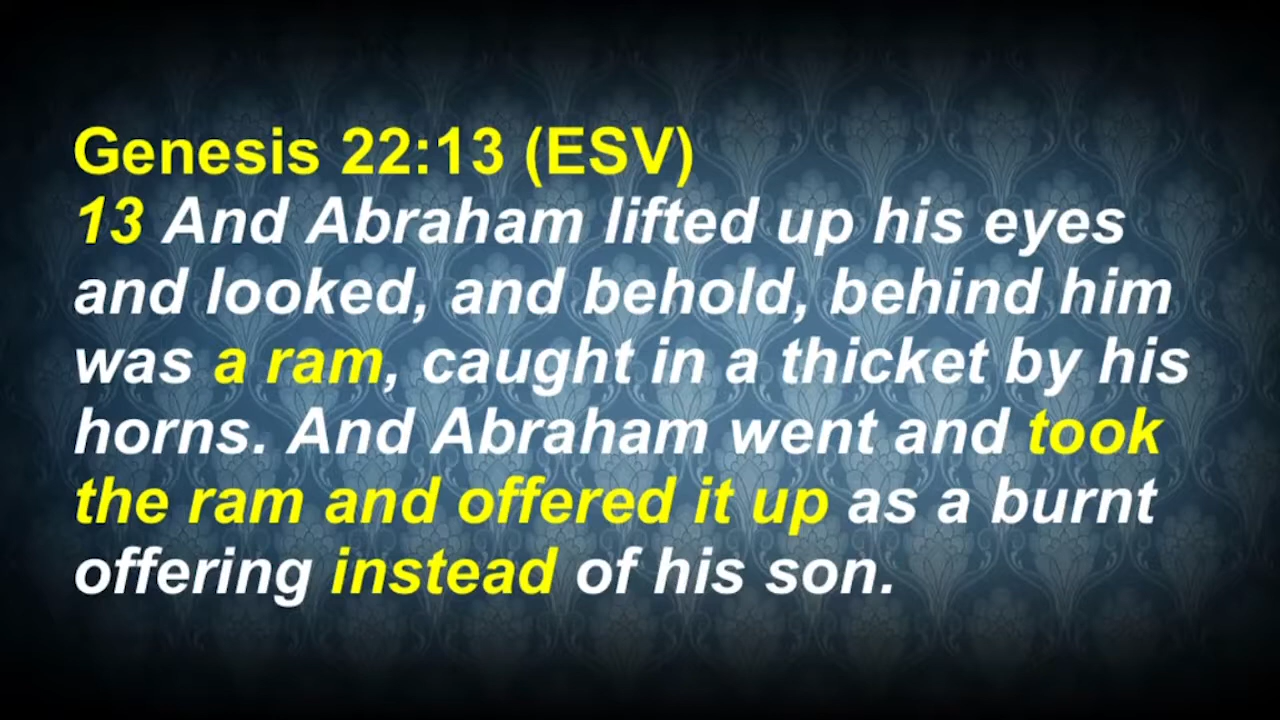 Genesis 22:13 (ESV)
13 And Abraham lifted up his eyes
and looked, and behold, behind him
was a ram, caught in a thicket by his
horns. And Abraham went and took
the ram and offered it up as a burnt
offering instead of his son.